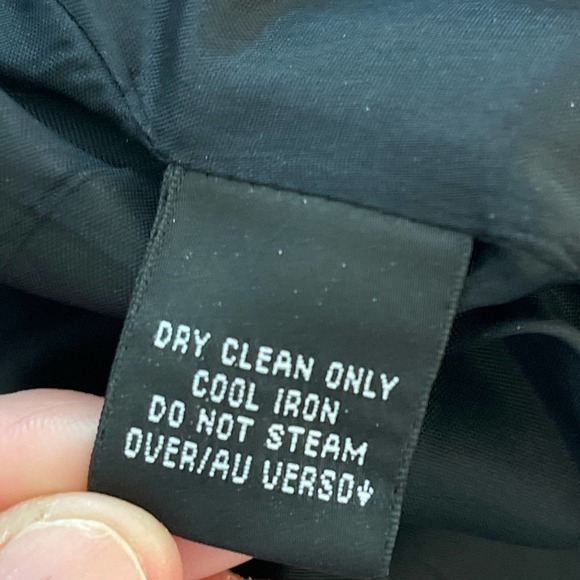 DRY CLEAN ONLY
COOL IRON
DO NOT STEAM
OVER/AU VERSO↓